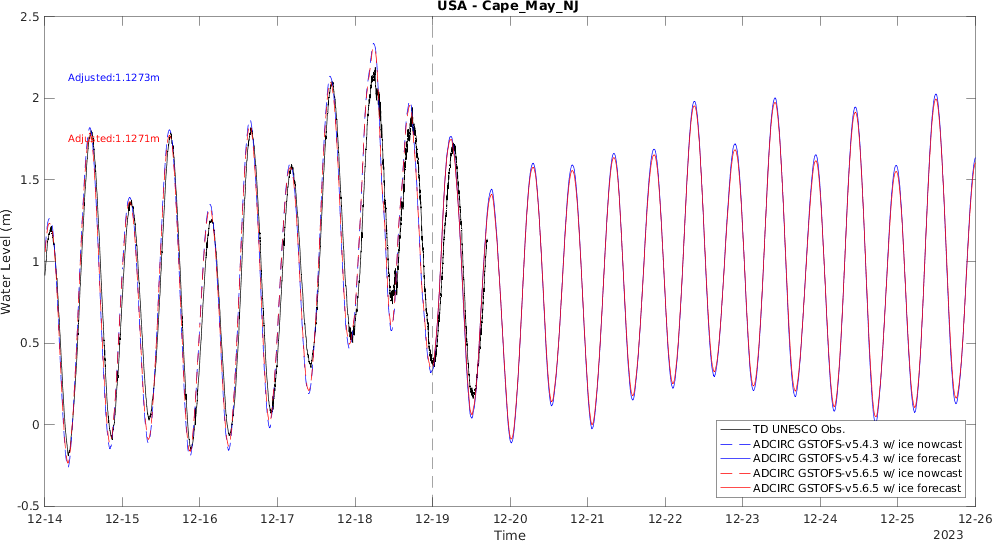 USA - Cape_May_NJ
2.5
2
1.5
1
0.5
0
-0.5
Water Level (m)
Adjusted:1.1273m
Adjusted:1.1271m
TD UNESCO Obs.
ADCIRC GSTOFS-v5.4.3 w/ ice nowcast
ADCIRC GSTOFS-v5.4.3 w/ ice forecast
ADCIRC GSTOFS-v5.6.5 w/ ice nowcast
ADCIRC GSTOFS-v5.6.5 w/ ice forecast
12-14 12-15 12-16 12-17 12-18 12-19 12-20 12-21 12-22 12-23 12-24 12-25 12-26
Time
2023